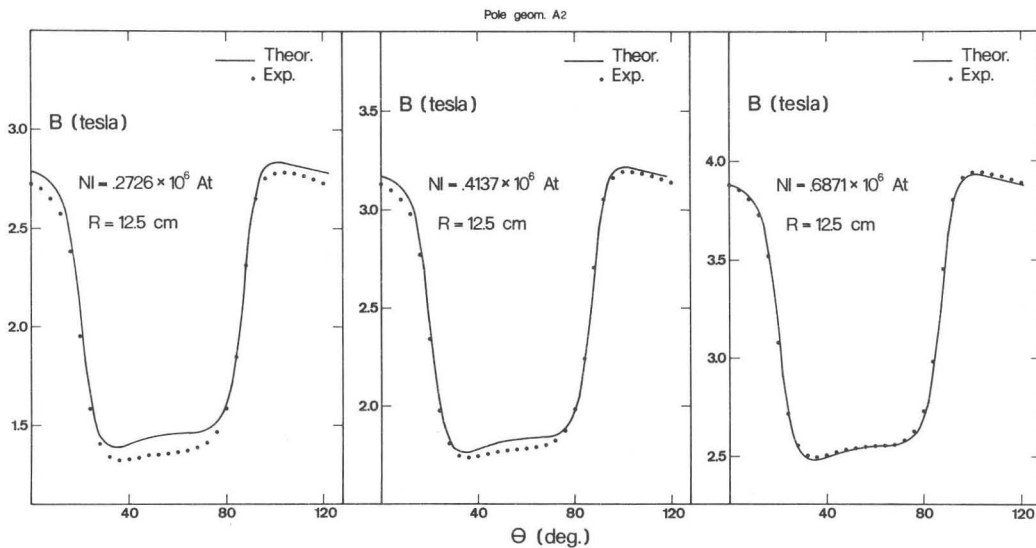 Pole geom. A2
Theor.
Exp.
B (tesla)
3.0
NI = .2726 × 10⁶ At
R = 12.5 cm
2.5
2.0
1.5
40
80
120
Theor.
Exp.
3.5
B (tesla)
NI = .4137 × 10⁶ At
3.0
R = 12.5 cm
2.5
2.0
40
80
120
Theor.
Exp.
B (tesla)
4.0
NI = .6871 × 10⁶ At
R = 12.5 cm
3.5
3.0
2.5
40
80
120
Θ (deg.)